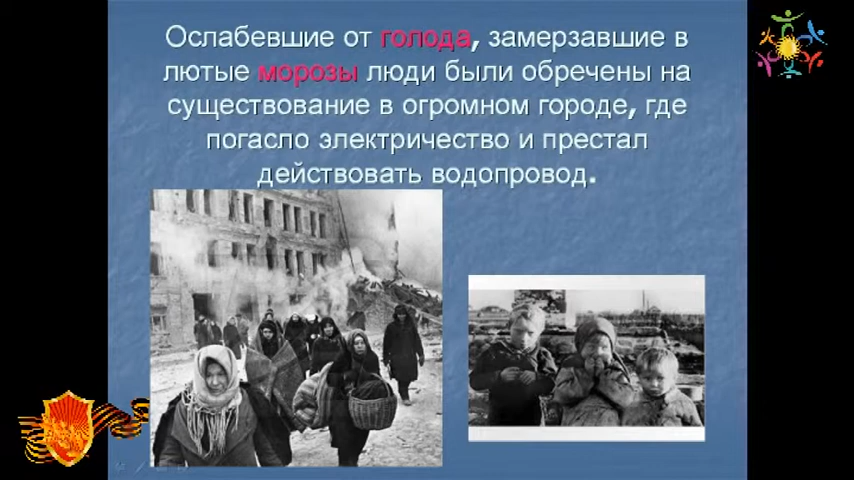 Ослабевшие от голода, замерзавшие в
лютые морозы люди были обречены на
существование в огромном городе, где
погасло электричество и престал
действовать водопровод.